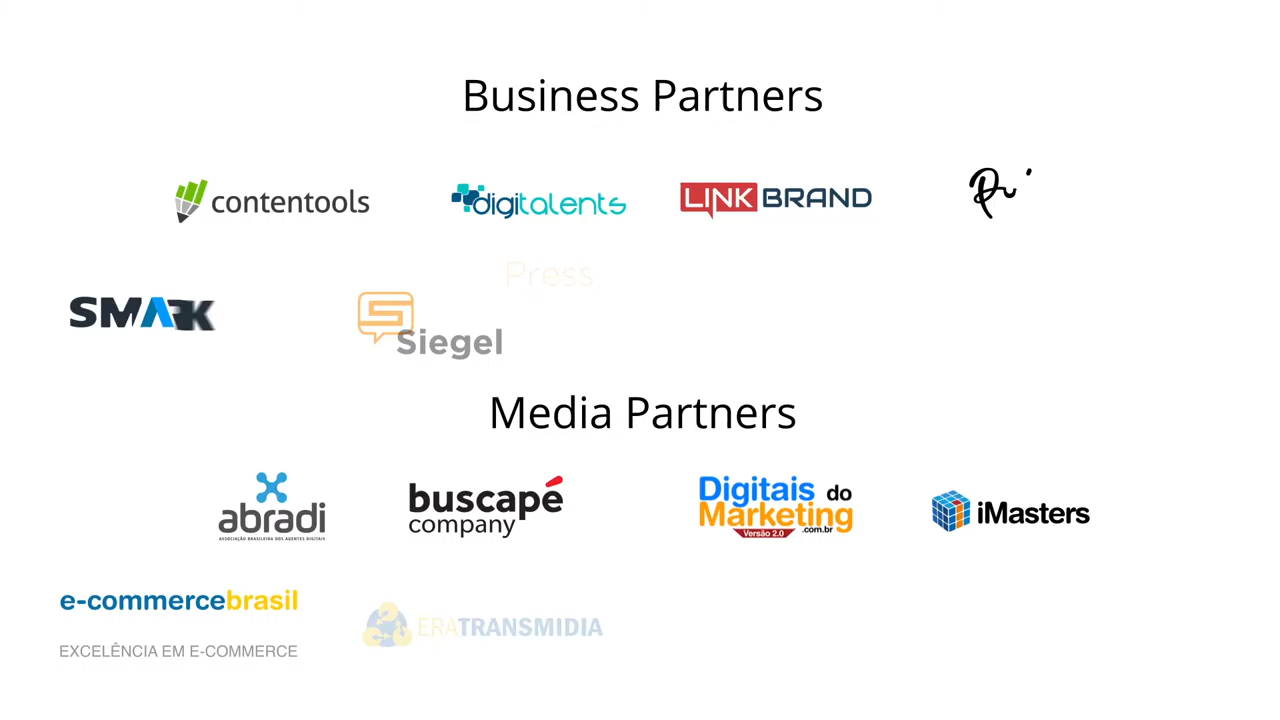 Business Partners
contentools
digitalents
LINK BRAND
Press
SMARK
Siegel
Media Partners
abradi
ASSOCIAÇÃO BRASILEIRA DOS AGENTES DIGITAIS
buscapé
company
Digitais do
Marketing
.com.br
Versão 2.0
iMasters
e-commercebrasil
EXCELÊNCIA EM E-COMMERCE
ERATRANSMIDIA